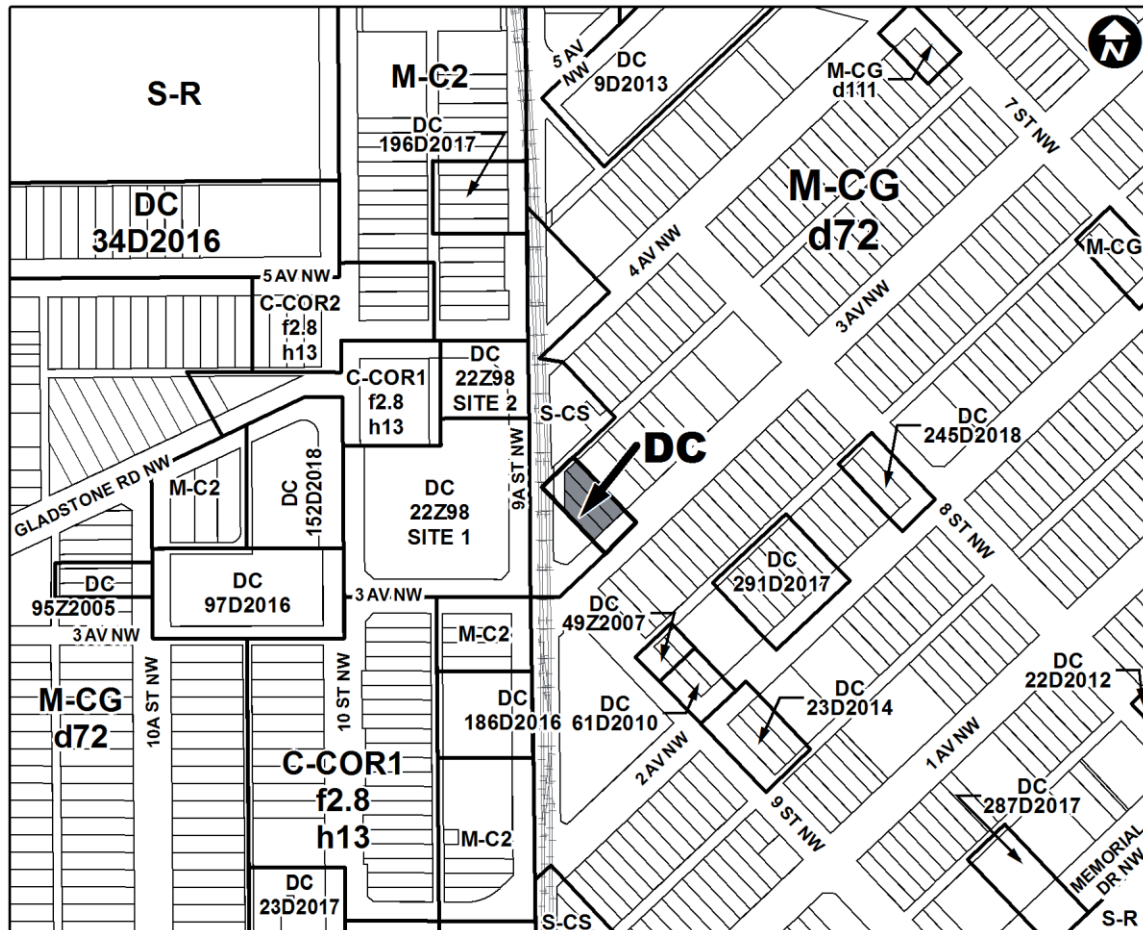 S-R
M-C2
DC
196D2017
5 AV
NW
DC
9D2013
M-CG
d111
N
7 ST NW
M-CG
d72
DC
34D2016
4 AV NW
3 AV NW
M-CG
5 AV NW
C-COR2
f2.8
h13
C-COR1
f2.8
h13
DC
22Z98
SITE 2
S-CS
9A ST NW
DC
DC
245D2018
GLADSTONE RD NW
M-C2
DC
152D2018
DC
22Z98
SITE 1
8 ST NW
DC
95Z2005
DC
97D2016
3 AV NW
3 AV NW
DC
49Z2007
DC
291D2017
M-C2
M-CG
d72
10A ST NW
10 ST NW
DC
186D2016
DC
61D2010
DC
23D2014
DC
22D2012
C-COR1
f2.8
h13
2 AV NW
1 AV NW
9 ST NW
DC
287D2017
M-C2
MEMORIAL
DR NW
DC
23D2017
S-CS
S-R